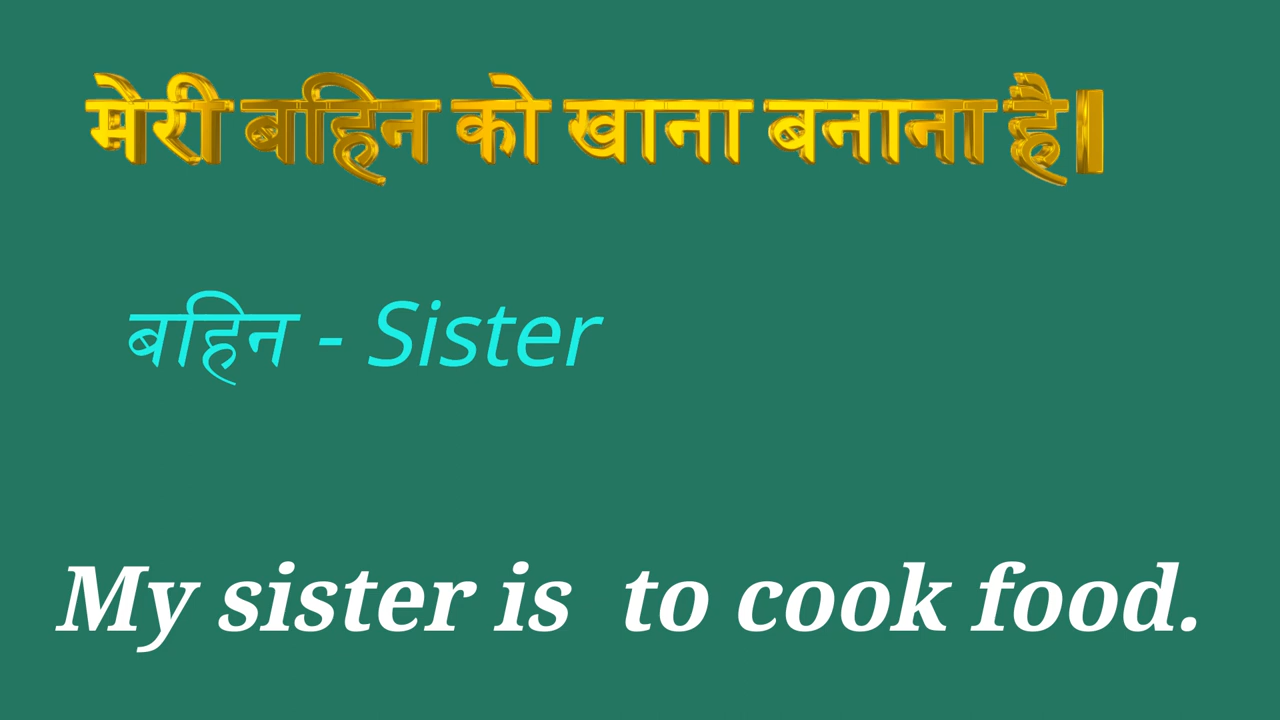 मेरी बहिन को खाना बनाना है।
बहिन - Sister
My sister is to cook food.